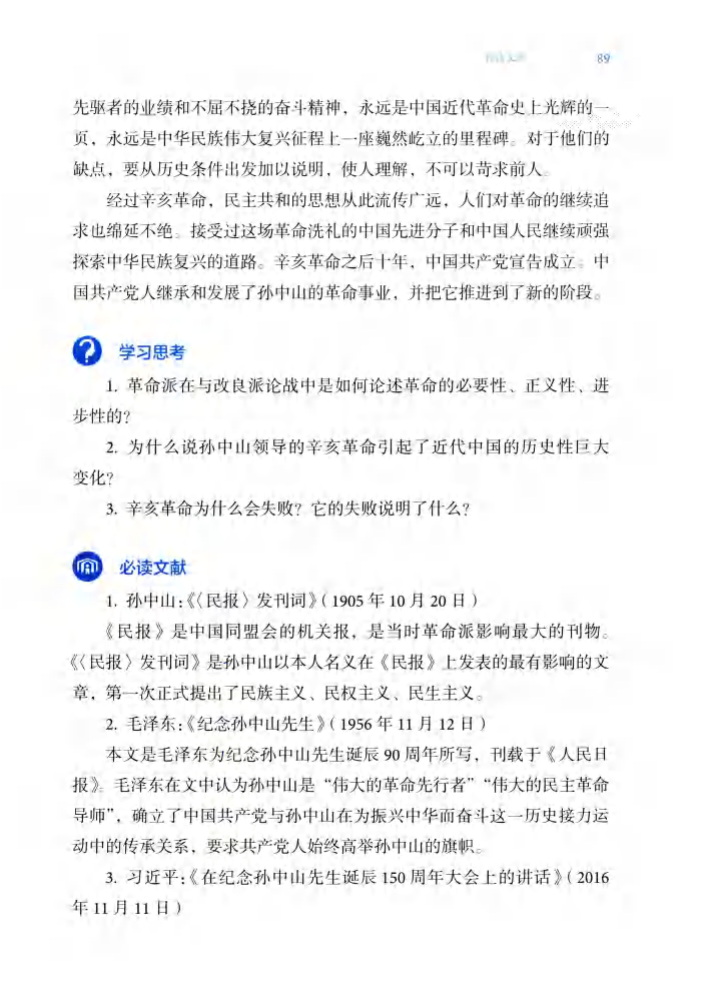 89
先驱者的业绩和不屈不挠的奋斗精神，永远是中国近代革命史上光辉的一
页，永远是中华民族伟大复兴征程上一座巍然屹立的里程碑。对于他们的
缺点，要从历史条件出发加以说明，使人理解，不可以苛求前人。
经过辛亥革命，民主共和的思想从此流传广远，人们对革命的继续追
求也绵延不绝。接受过这场革命洗礼的中国先进分子和中国人民继续顽强
探索中华民族复兴的道路。辛亥革命之后十年，中国共产党宣告成立。中
国共产党人继承和发展了孙中山的革命事业，并把它推进到了新的阶段。
学习思考
1. 革命派在与改良派论战中是如何论述革命的必要性、正义性、进
步性的？
2. 为什么说孙中山领导的辛亥革命引起了近代中国的历史性巨大
变化？
3. 辛亥革命为什么会失败？它的失败说明了什么？
必读文献
1. 孙中山：《〈民报〉发刊词》（1905 年 10 月 20 日）
《民报》是中国同盟会的机关报，是当时革命派影响最大的刊物。
《〈民报〉发刊词》是孙中山以本人名义在《民报》上发表的最有影响的文
章，第一次正式提出了民族主义、民权主义、民生主义。
2. 毛泽东：《纪念孙中山先生》（1956 年 11 月 12 日）
本文是毛泽东为纪念孙中山先生诞辰 90 周年所写，刊载于《人民日
报》。毛泽东在文中认为孙中山是“伟大的革命先行者”“伟大的民主革命
导师”，确立了中国共产党与孙中山在为振兴中华而奋斗这一历史接力运
动中的传承关系，要求共产党人始终高举孙中山的旗帜。
3. 习近平：《在纪念孙中山先生诞辰 150 周年大会上的讲话》（2016
年 11 月 11 日）